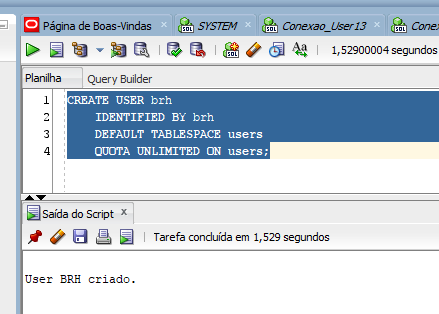 Página de Boas-Vindas SYSTEM Conexao_User13
1,52900004 segundos
Planilha Query Builder
1 CREATE USER brh
2 IDENTIFIED BY brh
3 DEFAULT TABLESPACE users
4 QUOTA UNLIMITED ON users;
Saída do Script x
Tarefa concluída em 1,529 segundos
User BRH criado.